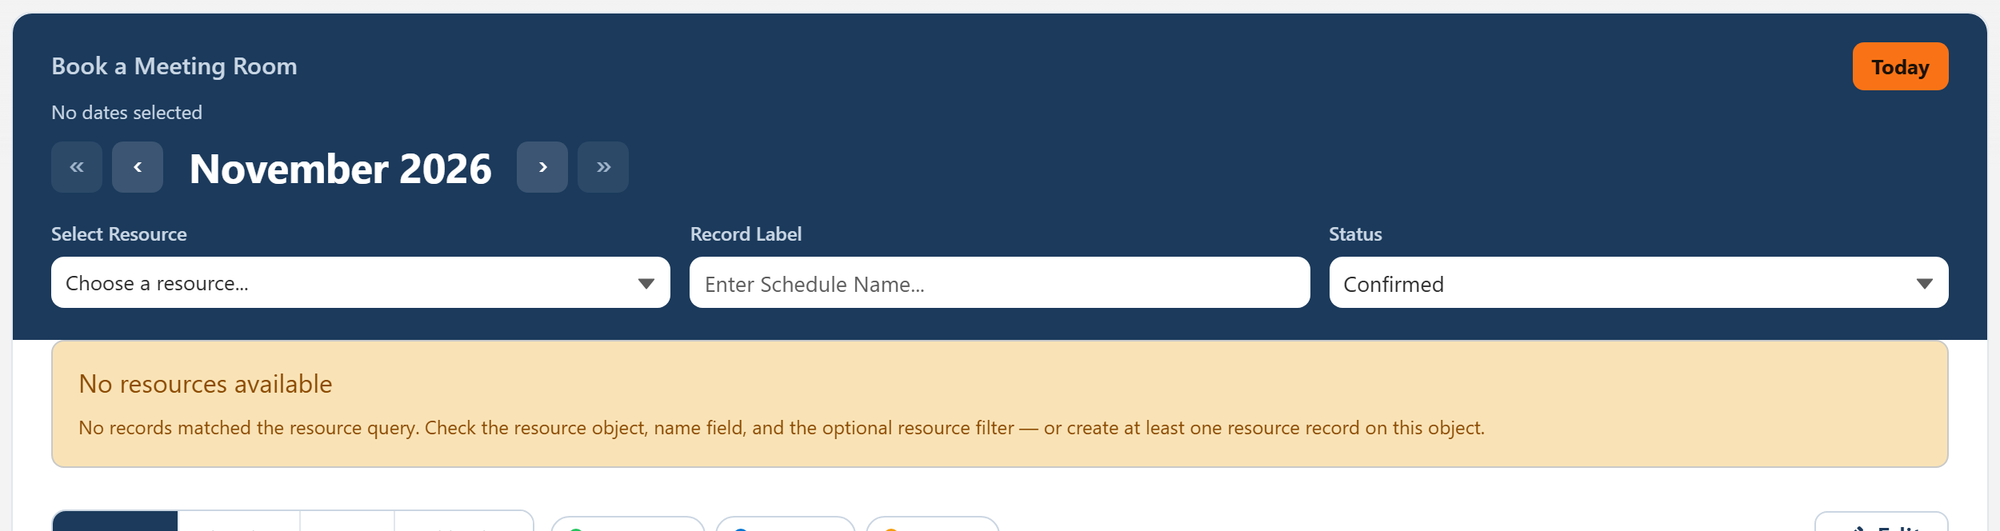 Book a Meeting Room
Today
No dates selected
« ‹ November 2026 › »
Select Resource
Record Label
Status
Choose a resource...
Enter Schedule Name...
Confirmed
No resources available
No records matched the resource query. Check the resource object, name field, and the optional resource filter — or create at least one resource record on this object.